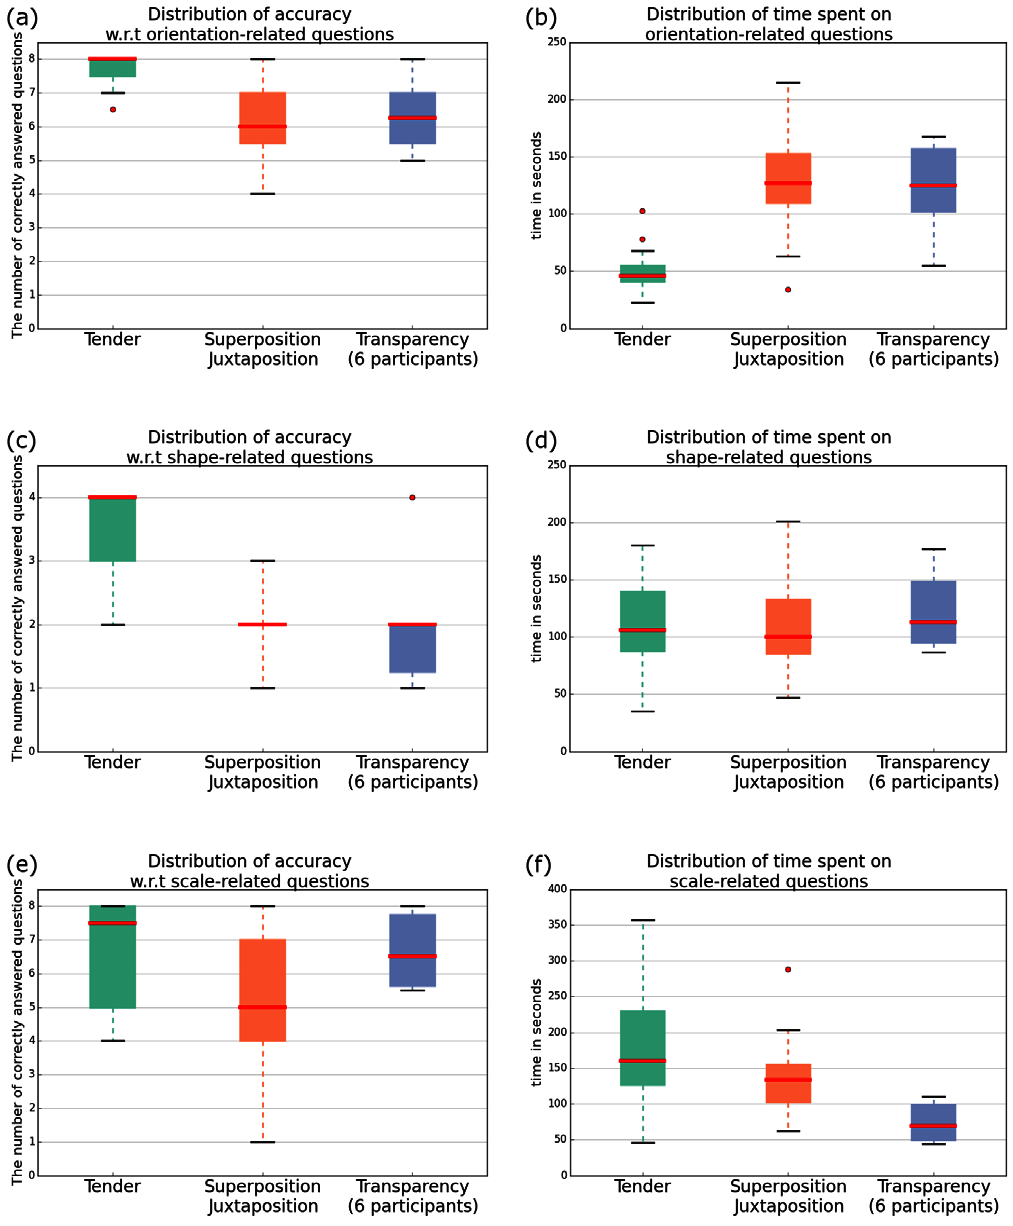 (a)
Distribution of accuracy
w.r.t orientation-related questions
The number of correctly answered questions
8
7
6
5
4
3
2
1
0
Tender
Superposition
Juxtaposition
Transparency
(6 participants)
(b)
Distribution of time spent on
orientation-related questions
time in seconds
250
200
150
100
50
0
Tender
Superposition
Juxtaposition
Transparency
(6 participants)
(c)
Distribution of accuracy
w.r.t shape-related questions
The number of correctly answered questions
4
3
2
1
0
Tender
Superposition
Juxtaposition
Transparency
(6 participants)
(d)
Distribution of time spent on
shape-related questions
time in seconds
250
200
150
100
50
0
Tender
Superposition
Juxtaposition
Transparency
(6 participants)
(e)
Distribution of accuracy
w.r.t scale-related questions
The number of correctly answered questions
8
7
6
5
4
3
2
1
0
Tender
Superposition
Juxtaposition
Transparency
(6 participants)
(f)
Distribution of time spent on
scale-related questions
time in seconds
400
350
300
250
200
150
100
50
0
Tender
Superposition
Juxtaposition
Transparency
(6 participants)